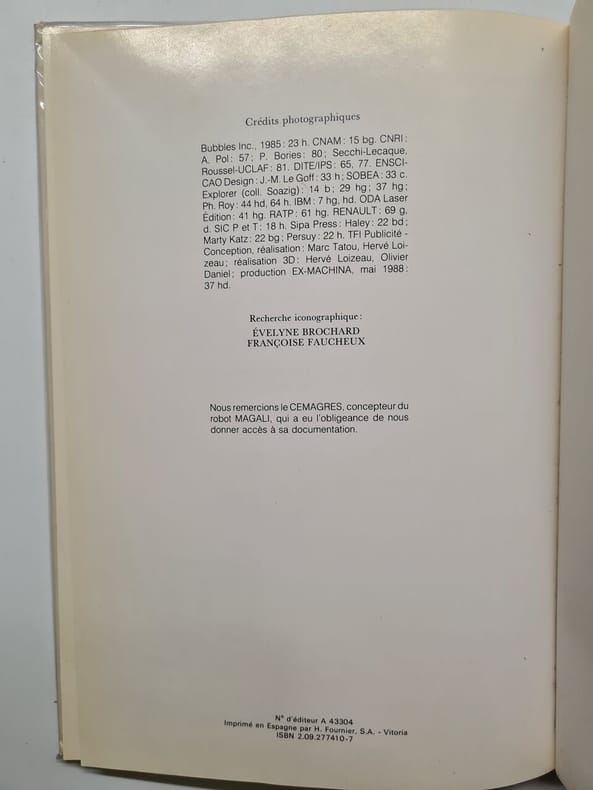 Crédits photographiques
Bubbles Inc., 1985 : 23 h. CNAM : 15 bg. CNRI :
A. Pol : 57 ; P. Bories : 80 ; Secchi-Lecaque,
Roussel-UCLAF : 81. DITE/IPS : 65, 77. ENSCI-
CAO Design : J.-M. Le Goff : 33 h ; SOBEA : 33 c.
Explorer (coll. Soazig) : 14 b ; 29 hg ; 37 hg ;
Ph. Roy : 44 hd, 64 h. IBM : 7 hg, hd. ODA Laser
Édition : 41 hg. RATP : 61 hg. RENAULT : 69 g,
d. SIC P et T : 18 h. Sipa Press : Haley : 22 bd ;
Marty Katz : 22 bg ; Persuy : 22 h. TFI Publicité -
Conception, réalisation : Marc Tatou, Hervé Loi-
zeau ; réalisation 3D : Hervé Loizeau, Olivier
Daniel ; production EX-MACHINA, mai 1988 :
37 hd.
Recherche iconographique :
ÉVELYNE BROCHARD
FRANÇOISE FAUCHEUX
Nous remercions le CEMAGRES, concepteur du
robot MAGALI, qui a eu l'obligeance de nous
donner accès à sa documentation.
N° d'éditeur A 43304
Imprimé en Espagne par H. Fournier, S.A. - Vitoria
ISBN 2.09.277410-7